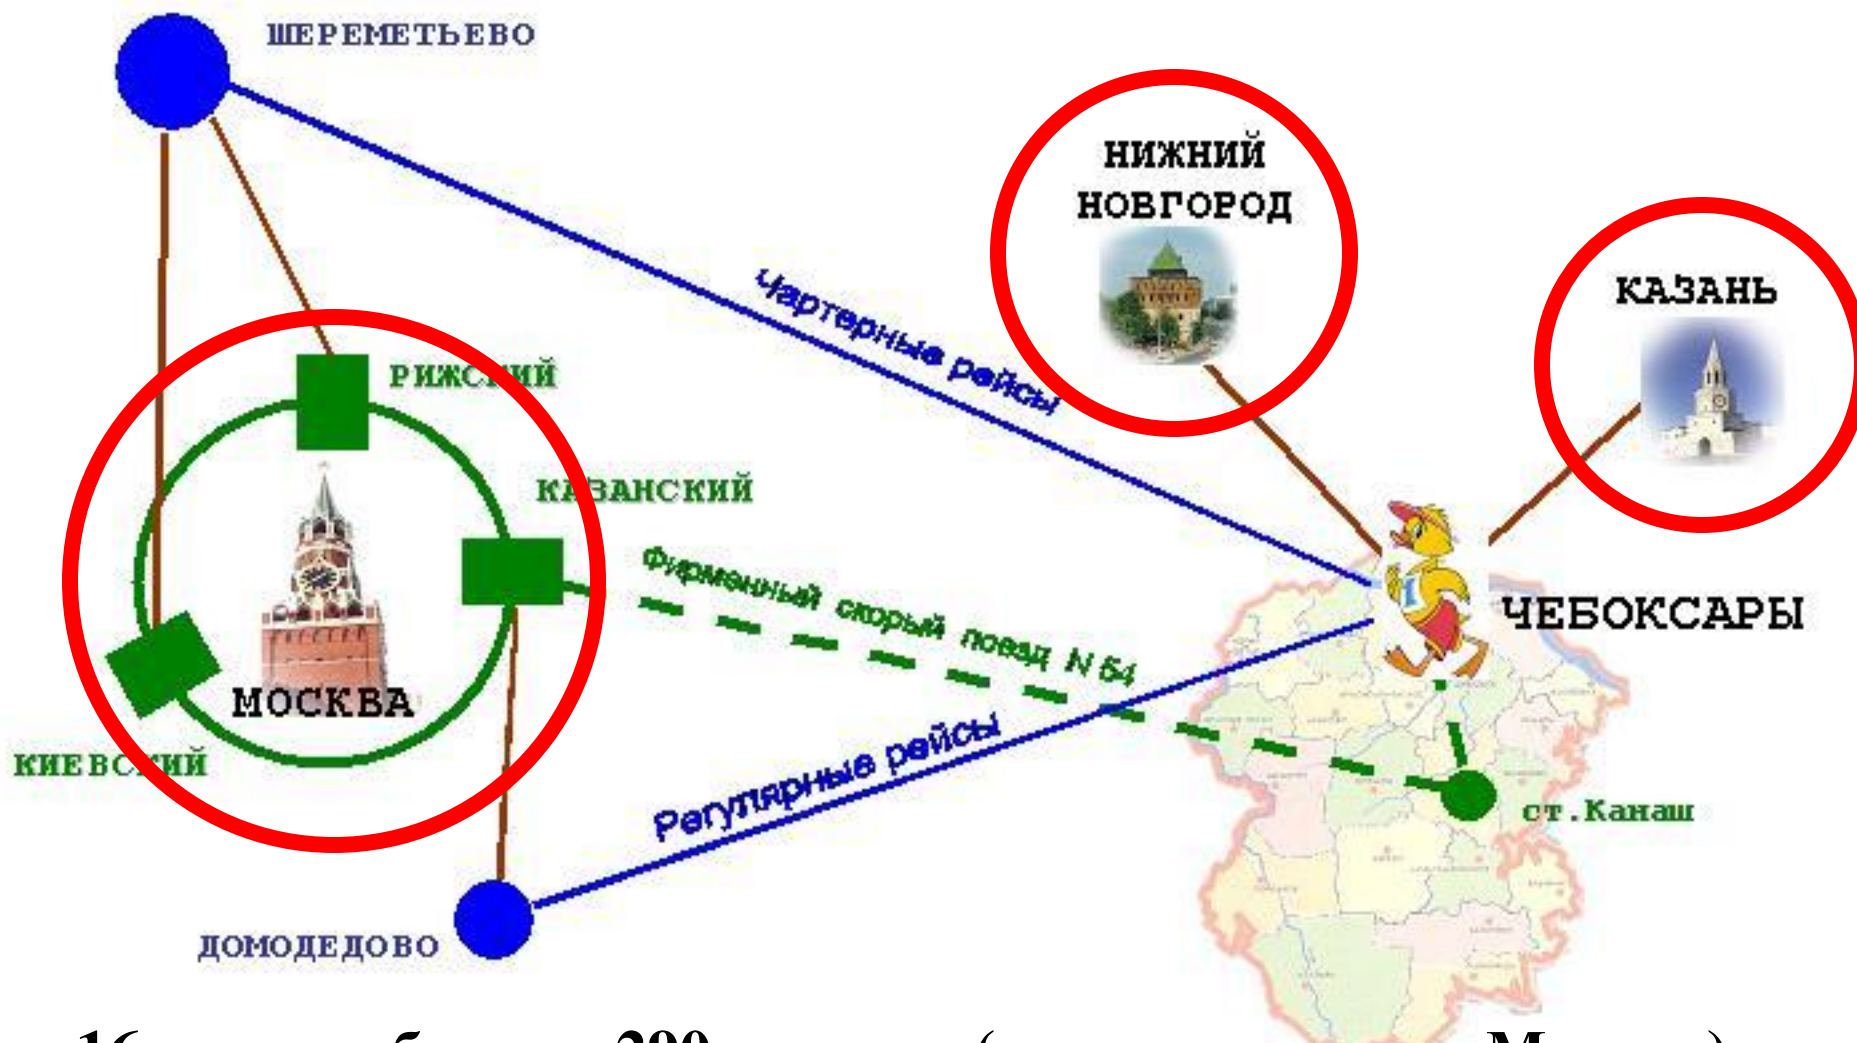 ШЕРЕМЕТЬЕВО
НИЖНИЙ
НОВГОРОД
КАЗАНЬ
Чартерные рейсы
РИЖСКИЙ
КАЗАНСКИЙ
Фирменный скорый поезд N 54
ЧЕБОКСАРЫ
МОСКВА
КИЕВСКИЙ
Регулярные рейсы
ст.Канаш
ДОМОДЕДОВО